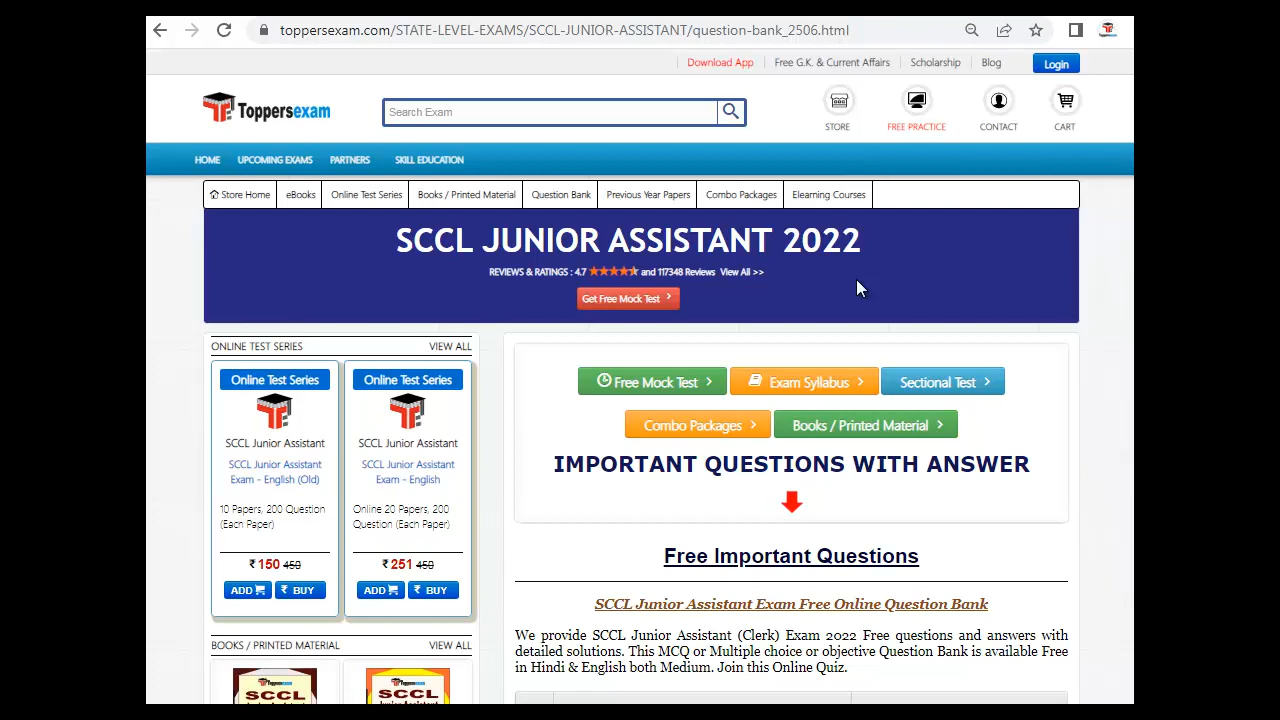 toppersexam.com/STATE-LEVEL-EXAMS/SCCL-JUNIOR-ASSISTANT/question-bank_2506.html
Download App
Free G.K. & Current Affairs
Scholarship
Blog
Login
Toppersexam
Search Exam
STORE
FREE PRACTICE
CONTACT
CART
HOME
UPCOMING EXAMS
PARTNERS
SKILL EDUCATION
Store Home
eBooks
Online Test Series
Books / Printed Material
Question Bank
Previous Year Papers
Combo Packages
Elearning Courses
SCCL JUNIOR ASSISTANT 2022
REVIEWS & RATINGS : 4.7 and 117348 Reviews View All >>
Get Free Mock Test
ONLINE TEST SERIES
VIEW ALL
Online Test Series
SCCL Junior Assistant
SCCL Junior Assistant
Exam - English (Old)
10 Papers, 200 Question
(Each Paper)
₹ 150 450
ADD
₹ BUY
Online Test Series
SCCL Junior Assistant
SCCL Junior Assistant
Exam - English
Online 20 Papers, 200
Question (Each Paper)
₹ 251 450
ADD
₹ BUY
BOOKS / PRINTED MATERIAL
VIEW ALL
Toppersexam
SCCL
Toppersexam
SCCL
Free Mock Test
Exam Syllabus
Sectional Test
Combo Packages
Books / Printed Material
IMPORTANT QUESTIONS WITH ANSWER
Free Important Questions
SCCL Junior Assistant Exam Free Online Question Bank
We provide SCCL Junior Assistant (Clerk) Exam 2022 Free questions and answers with
detailed solutions. This MCQ or Multiple choice or objective Question Bank is available Free
in Hindi & English both Medium. Join this Online Quiz.